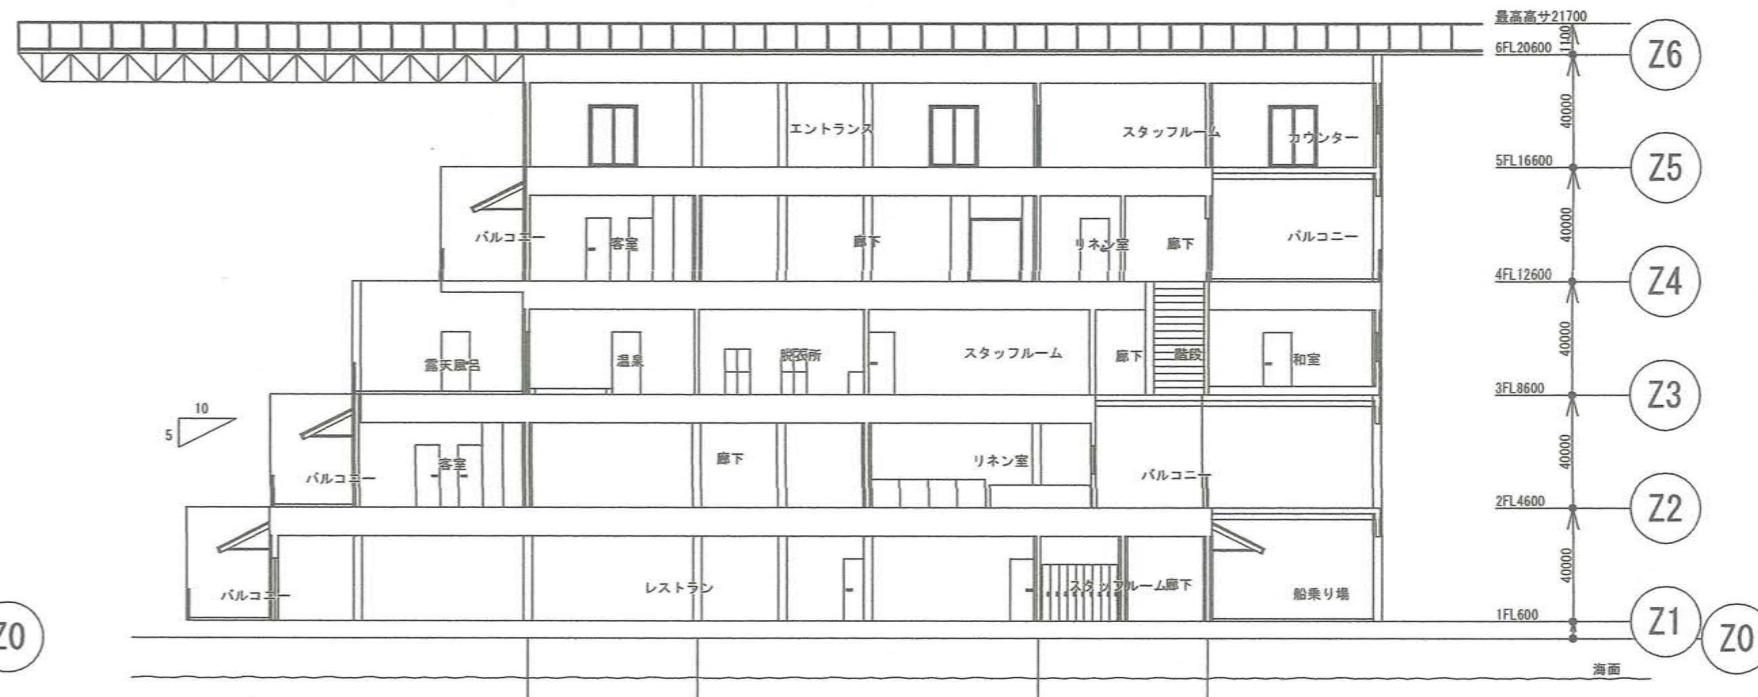 最高高サ21700
1100
6FL20600
Z6
40000
エントランス
スタッフルーム
カウンター
5FL16600
Z5
40000
バルコニー
客室
廊下
リネン室
廊下
バルコニー
4FL12600
Z4
40000
露天風呂
温泉
脱衣所
スタッフルーム
廊下
階段
和室
3FL8600
Z3
10
5
40000
バルコニー
客室
廊下
リネン室
バルコニー
2FL4600
Z2
40000
バルコニー
レストラン
スタッフルーム
廊下
船乗り場
1FL600
Z1
Z0
Z0
海面